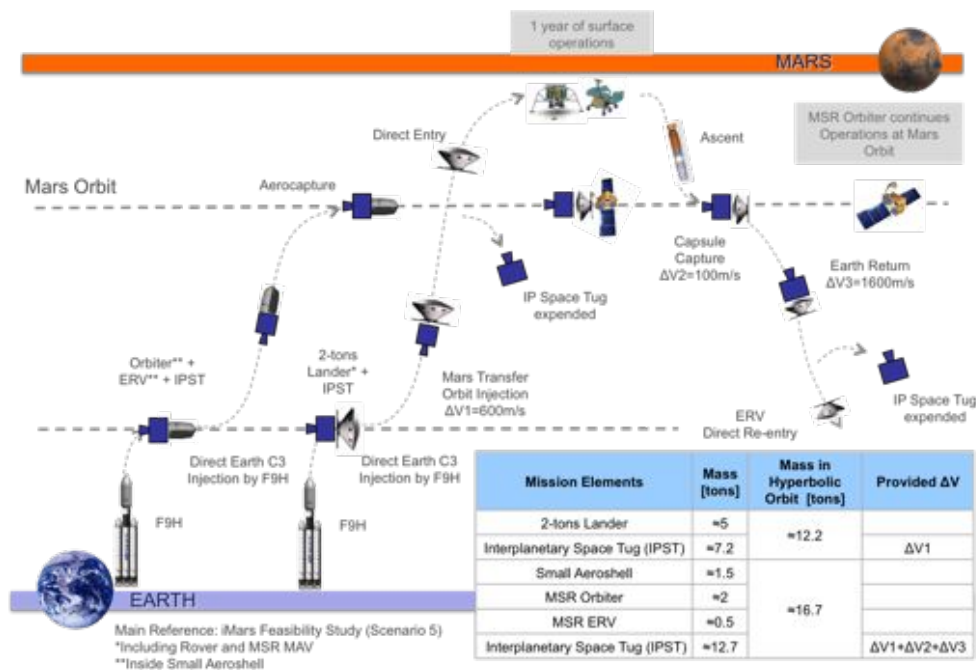 1 year of surface
operations
MARS
Direct Entry
Ascent
MSR Orbiter continues
Operations at Mars
Orbit
Mars Orbit
Aerocapture
Capsule
Capture
ΔV2=100m/s
Earth Return
ΔV3=1600m/s
IP Space Tug
expended
Orbiter** +
ERV** + IPST
2-tons
Lander* +
IPST
Mars Transfer
Orbit Injection
ΔV1=600m/s
IP Space Tug
expended
ERV
Direct Re-entry
Direct Earth C3
Injection by F9H
Direct Earth C3
Injection by F9H
F9H
F9H
Mission Elements
Mass
[tons]
Mass in
Hyperbolic
Orbit [tons]
Provided ΔV
2-tons Lander
≈5
≈12.2
Interplanetary Space Tug (IPST)
≈7.2
ΔV1
Small Aeroshell
≈1.5
≈16.7
MSR Orbiter
≈2
MSR ERV
≈0.5
Interplanetary Space Tug (IPST)
≈12.7
ΔV1+ΔV2+ΔV3
EARTH
Main Reference: iMars Feasibility Study (Scenario 5)
*Including Rover and MSR MAV
**Inside Small Aeroshell